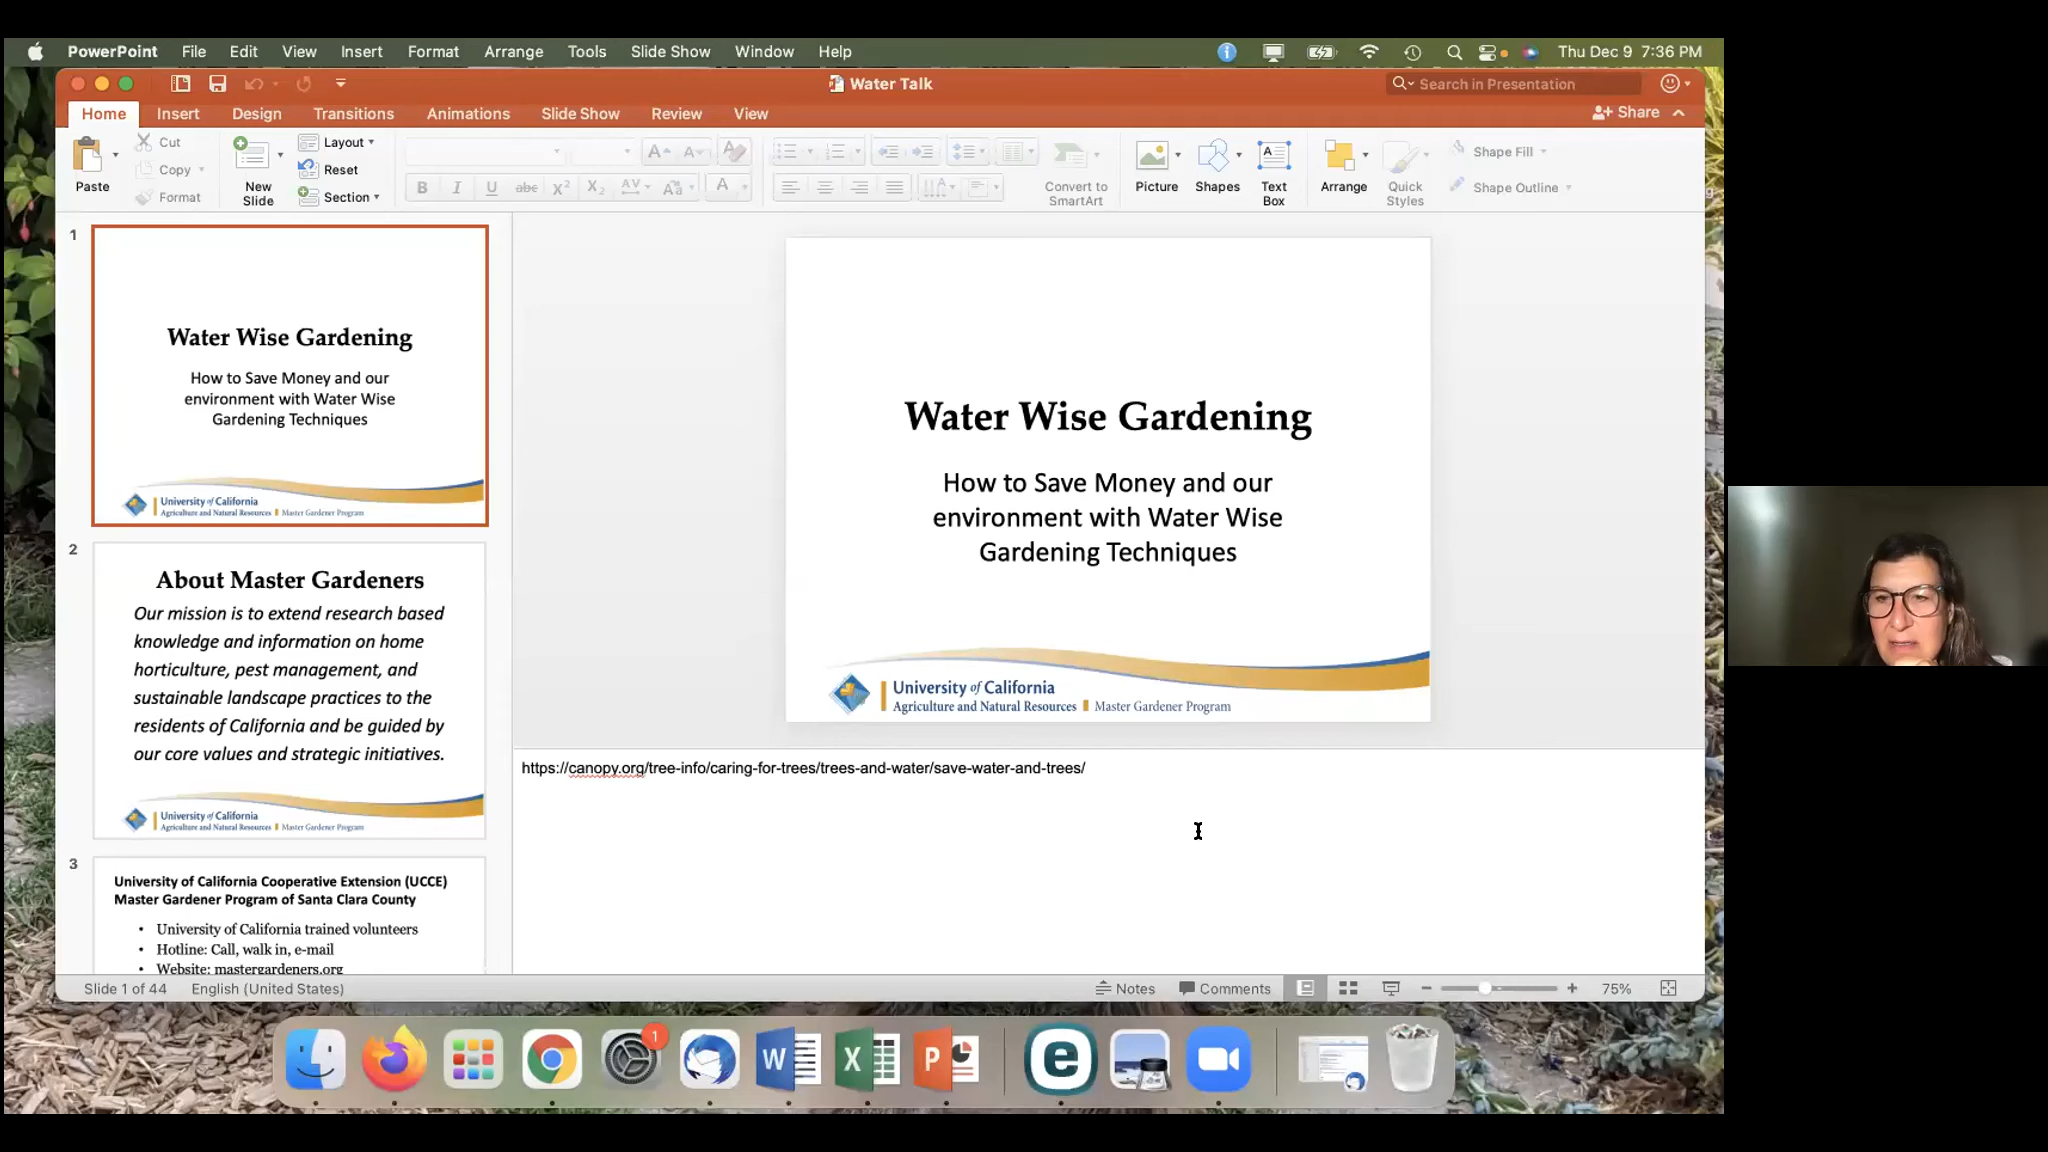 PowerPoint File Edit View Insert Format Arrange Tools Slide Show Window Help Thu Dec 9 7:36 PM
Water Talk
Search in Presentation
Home Insert Design Transitions Animations Slide Show Review View Share
Paste
Cut
Copy
Format
New
Slide
Layout
Reset
Section
Convert to
SmartArt
Picture
Shapes
Text
Box
Arrange
Quick
Styles
Shape Fill
Shape Outline
1
Water Wise Gardening
How to Save Money and our
environment with Water Wise
Gardening Techniques
University of California
Agriculture and Natural Resources Master Gardener Program
2
About Master Gardeners
Our mission is to extend research based
knowledge and information on home
horticulture, pest management, and
sustainable landscape practices to the
residents of California and be guided by
our core values and strategic initiatives.
University of California
Agriculture and Natural Resources Master Gardener Program
3
University of California Cooperative Extension (UCCE)
Master Gardener Program of Santa Clara County
• University of California trained volunteers
• Hotline: Call, walk in, e-mail
• Website: mastergardeners.org
Water Wise Gardening
How to Save Money and our
environment with Water Wise
Gardening Techniques
University of California
Agriculture and Natural Resources Master Gardener Program
https://canopy.org/tree-info/caring-for-trees/trees-and-water/save-water-and-trees/
Slide 1 of 44 English (United States) Notes Comments 75%
1